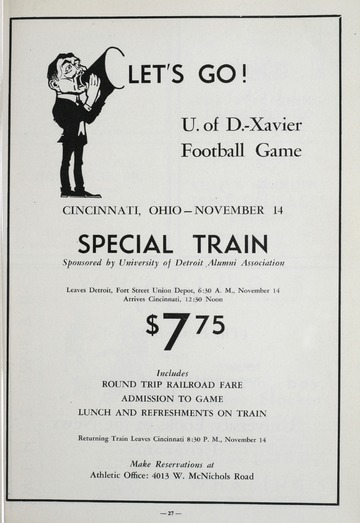 LET'S GO!
U. of D.-Xavier
Football Game
CINCINNATI, OHIO — NOVEMBER 14
SPECIAL TRAIN
Sponsored by University of Detroit Alumni Association
Leaves Detroit, Fort Street Union Depot, 6:30 A. M., November 14
Arrives Cincinnati, 12:30 Noon
$7 75
Includes
ROUND TRIP RAILROAD FARE
ADMISSION TO GAME
LUNCH AND REFRESHMENTS ON TRAIN
Returning Train Leaves Cincinnati 8:30 P. M., November 14
Make Reservations at
Athletic Office: 4013 W. McNichols Road
— 27 —